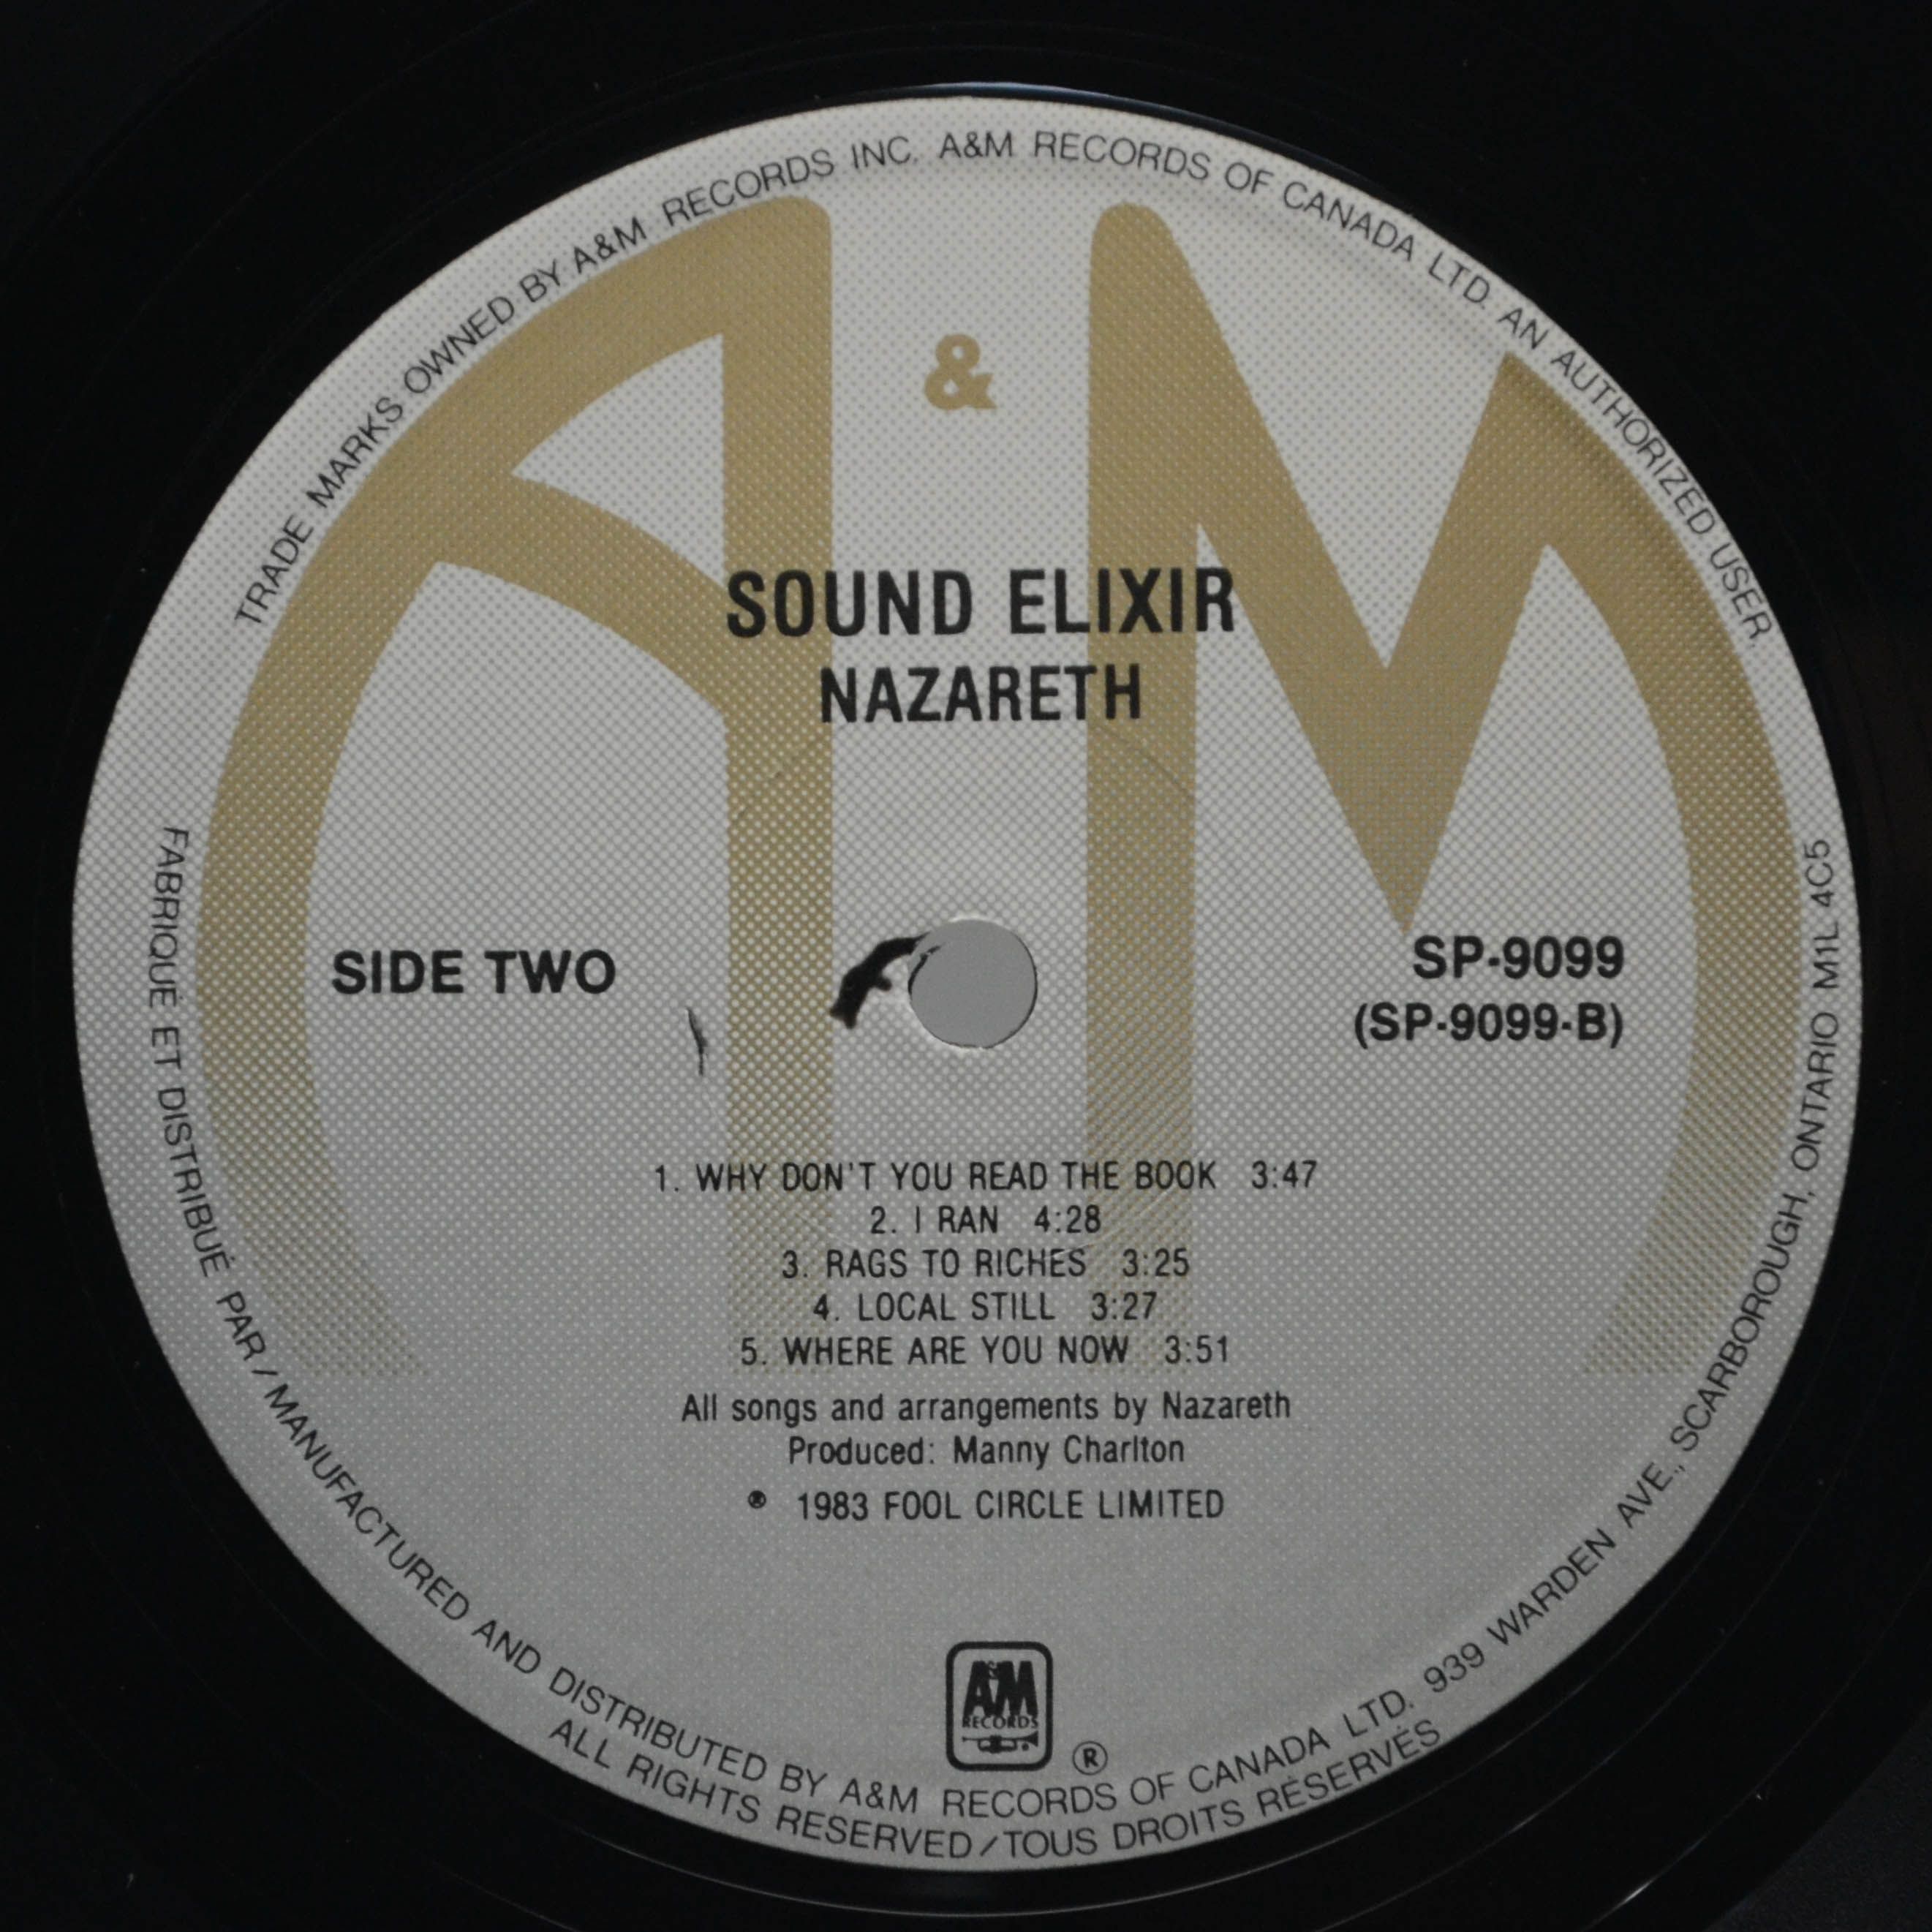 TRADE MARKS OWNED BY A&M RECORDS INC. A&M RECORDS OF CANADA LTD. AN AUTHORIZED USER.
A & M
SOUND ELIXIR
NAZARETH
SIDE TWO
SP-9099
(SP-9099-B)
1. WHY DON'T YOU READ THE BOOK 3:47
2. I RAN 4:28
3. RAGS TO RICHES 3:25
4. LOCAL STILL 3:27
5. WHERE ARE YOU NOW 3:51
All songs and arrangements by Nazareth
Produced: Manny Charlton
℗ 1983 FOOL CIRCLE LIMITED
A&M
RECORDS
®
FABRIQUÉ ET DISTRIBUÉ PAR / MANUFACTURED AND DISTRIBUTED BY A&M RECORDS OF CANADA LTD. 939 WARDEN AVE., SCARBOROUGH, ONTARIO M1L 4C5
ALL RIGHTS RESERVED / TOUS DROITS RÉSERVÉS